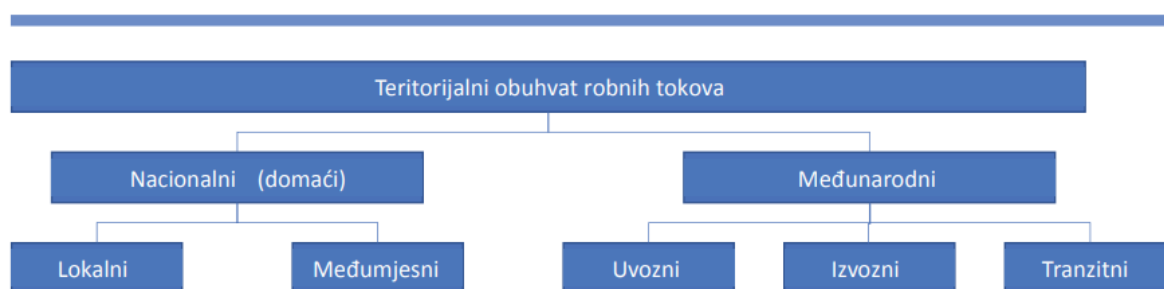 Teritorijalni obuhvat robnih tokova
Nacionalni (domaći)
Međunarodni
Lokalni
Međumjesni
Uvozni
Izvozni
Tranzitni